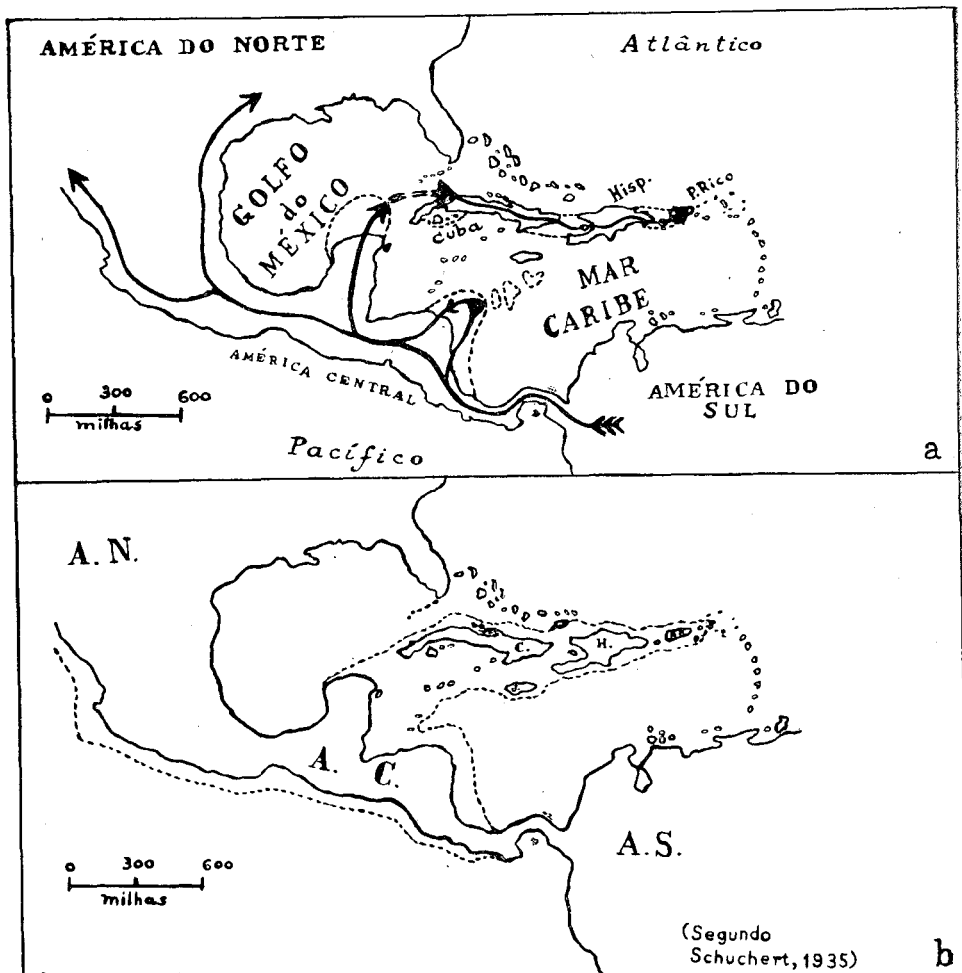 AMÉRICA DO NORTE
Atlântico
GOLFO
do
MÉXICO
Cuba
Hisp.
P.Rico
MAR
CARIBE
AMÉRICA CENTRAL
AMÉRICA DO
SUL
0 300 600
milhas
Pacífico
a
A.N.
C.
H.
J.
A. C.
A.S.
0 300 600
milhas
(Segundo
Schuchert, 1935)
b